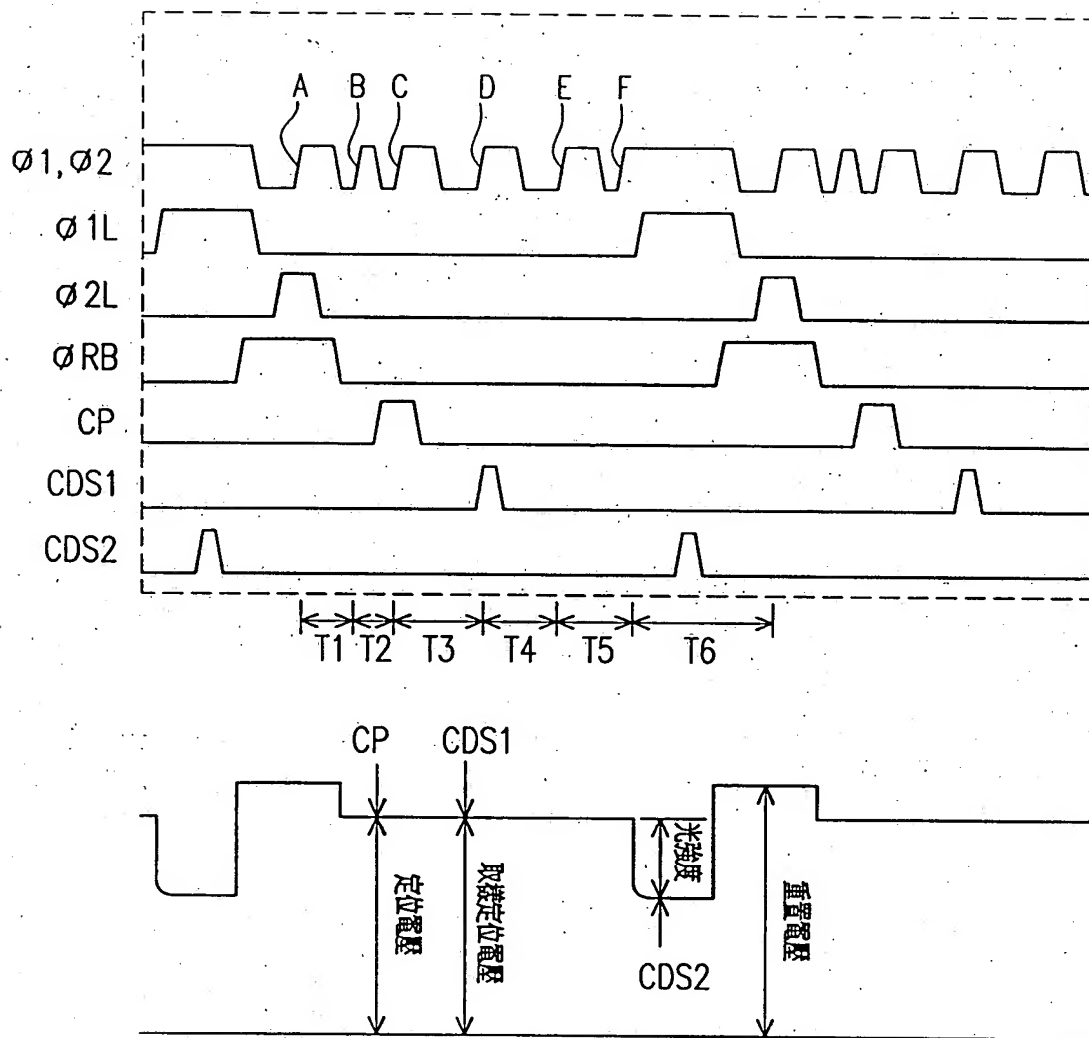 A B C D E F
Ø1,Ø2
Ø1L
Ø2L
ØRB
CP
CDS1
CDS2
T1 T2 T3 T4 T5 T6
CP CDS1
定位電壓
取樣定位電壓
光強度
CDS2
重置電壓